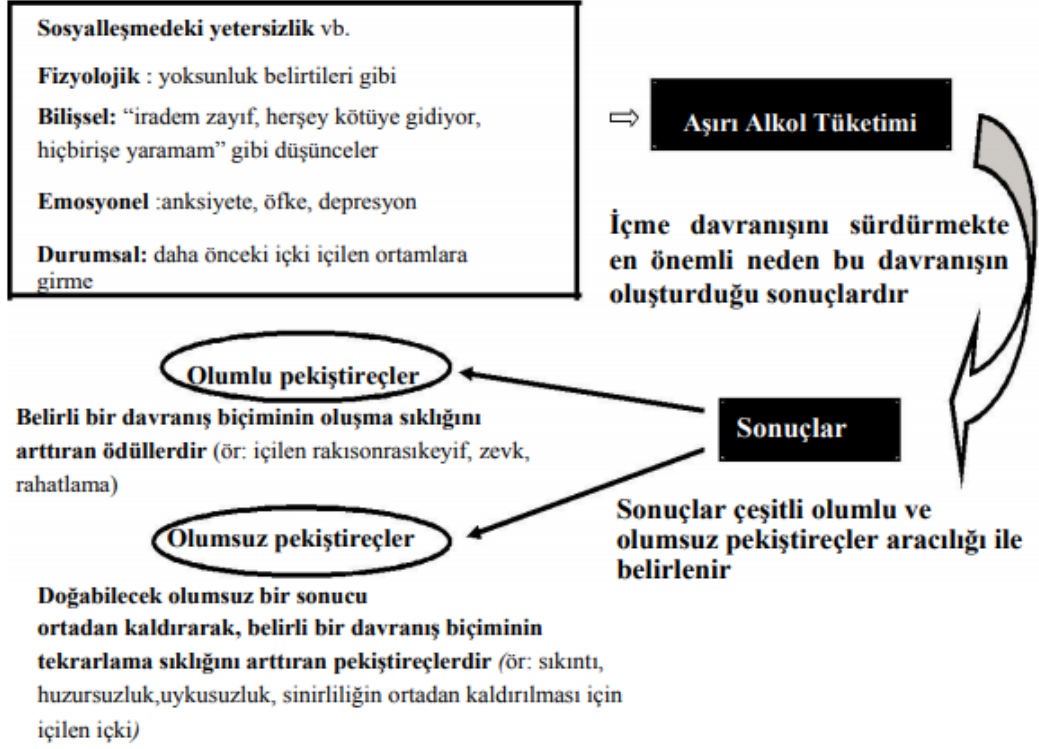 Sosyalleşmedeki yetersizlik vb.
Fizyolojik : yoksunluk belirtileri gibi
Bilişsel: “iradem zayıf, herşey kötüye gidiyor,
hiçbirişe yaramam” gibi düşünceler
Emosyonel :anksiyete, öfke, depresyon
Durumsal: daha önceki içki içilen ortamlara
girme
Aşırı Alkol Tüketimi
İçme davranışını sürdürmekte
en önemli neden bu davranışın
oluşturduğu sonuçlardır
Olumlu pekiştireçler
Belirli bir davranış biçiminin oluşma sıklığını
arttıran ödüllerdir (ör: içilen rakısonrasıkeyif, zevk,
rahatlama)
Sonuçlar
Sonuçlar çeşitli olumlu ve
olumsuz pekiştireçler aracılığı ile
belirlenir
Olumsuz pekiştireçler
Doğabilecek olumsuz bir sonucu
ortadan kaldırarak, belirli bir davranış biçiminin
tekrarlama sıklığını arttıran pekiştireçlerdir (ör: sıkıntı,
huzursuzluk,uykusuzluk, sinirliliğin ortadan kaldırılması için
içilen içki)